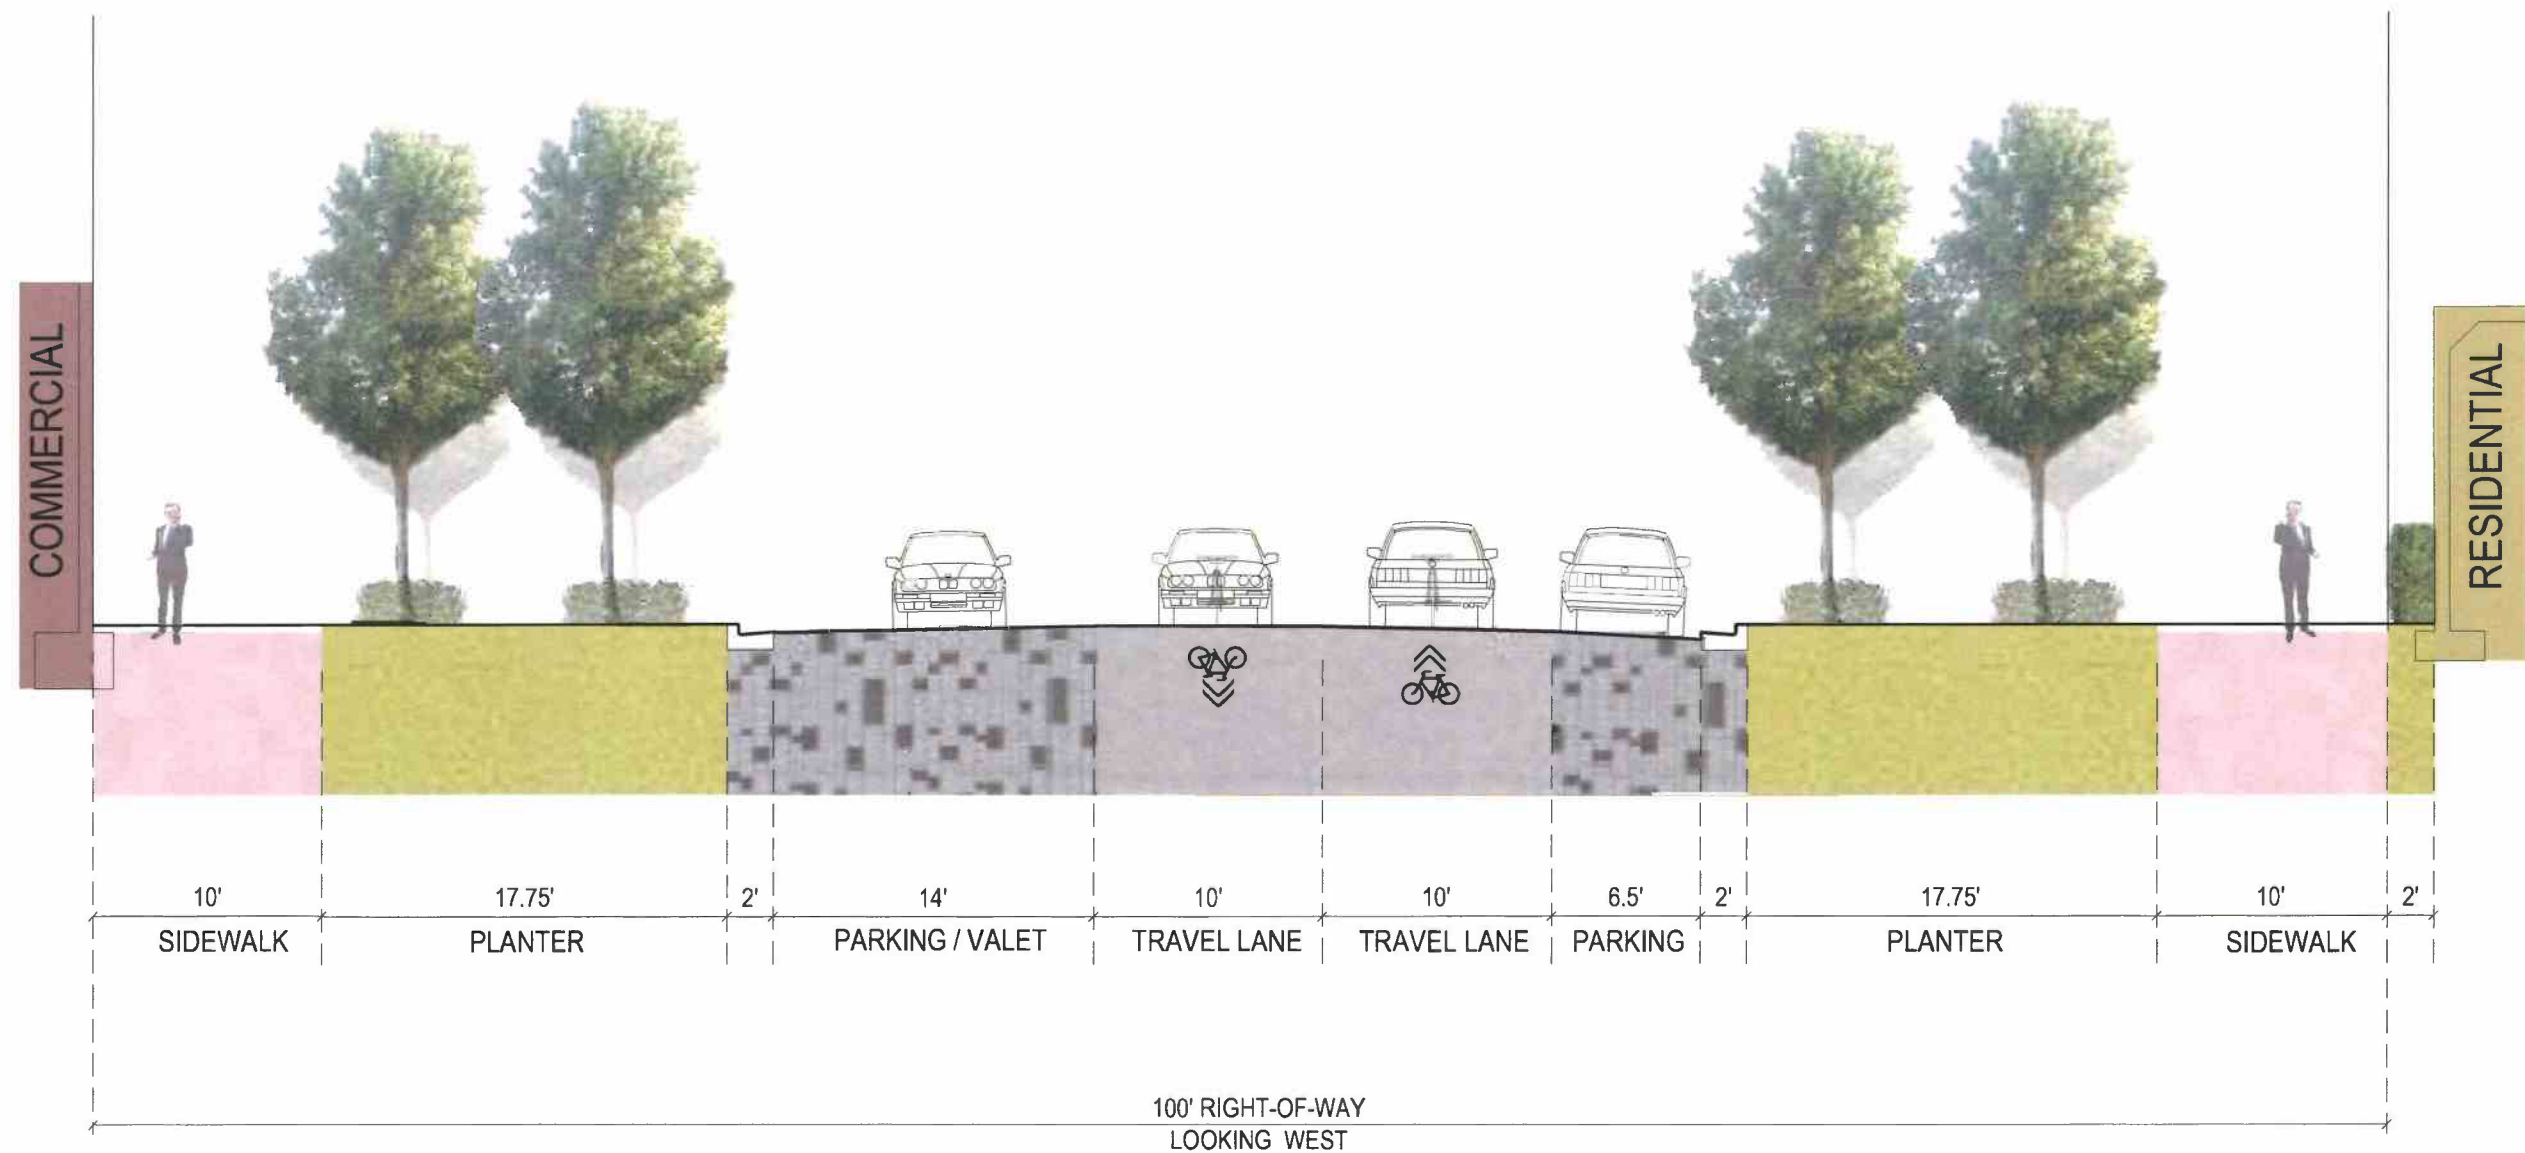 COMMERCIAL
RESIDENTIAL
10' 17.75' 2' 14' 10' 10' 6.5' 2' 17.75' 10' 2'
SIDEWALK PLANTER PARKING / VALET TRAVEL LANE TRAVEL LANE PARKING PLANTER SIDEWALK
100' RIGHT-OF-WAY
LOOKING WEST